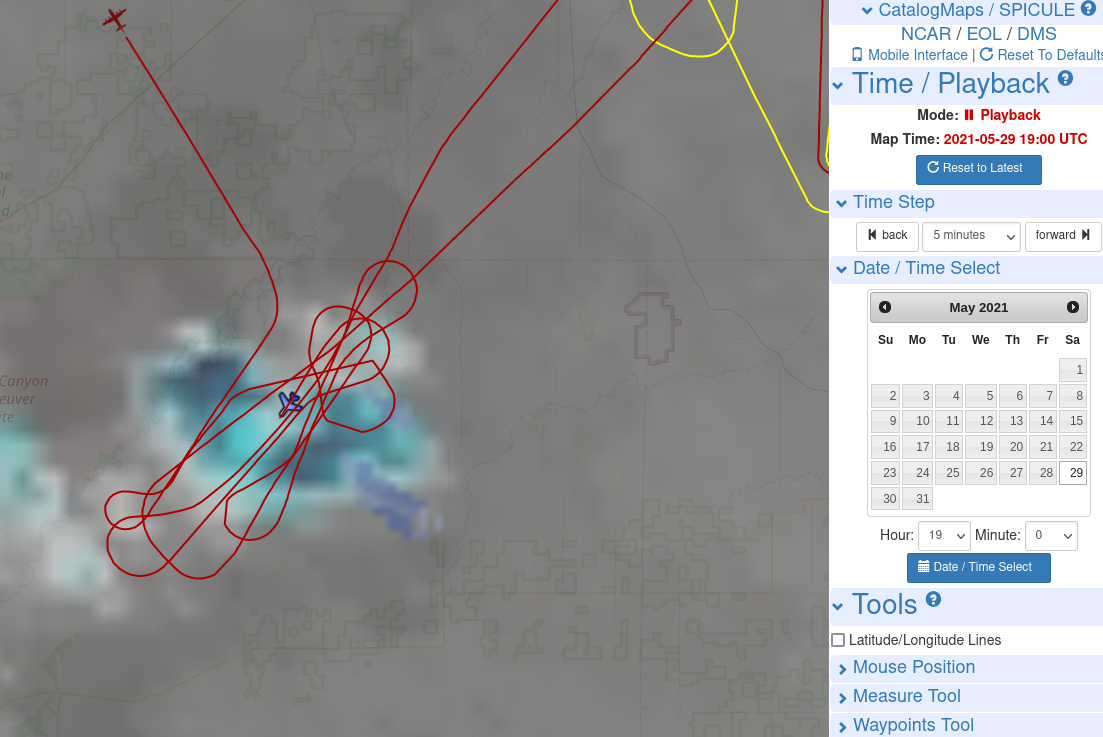 CatalogMaps / SPICULE
NCAR / EOL / DMS
Mobile Interface | Reset To Defaults
Time / Playback
Mode: Playback
Map Time: 2021-05-29 19:00 UTC
Reset to Latest
Time Step
back 5 minutes forward
Date / Time Select
May 2021
Su Mo Tu We Th Fr Sa
1
2 3 4 5 6 7 8
9 10 11 12 13 14 15
16 17 18 19 20 21 22
23 24 25 26 27 28 29
30 31
Hour: 19 Minute: 0
Date / Time Select
Tools
Latitude/Longitude Lines
Mouse Position
Measure Tool
Waypoints Tool
ne
el
d
Canyon
euver
ite